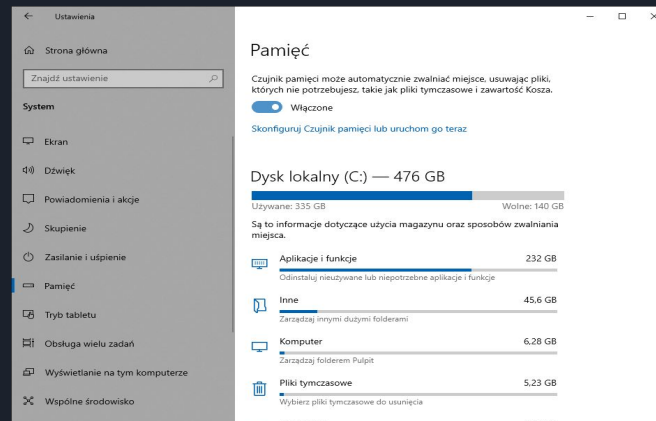 Ustawienia
Strona główna
Znajdź ustawienie
System
Ekran
Dźwięk
Powiadomienia i akcje
Skupienie
Zasilanie i uśpienie
Pamięć
Tryb tabletu
Obsługa wielu zadań
Wyświetlanie na tym komputerze
Wspólne środowisko
Pamięć
Czujnik pamięci może automatycznie zwalniać miejsce, usuwając pliki,
których nie potrzebujesz, takie jak pliki tymczasowe i zawartość Kosza.
Włączone
Skonfiguruj Czujnik pamięci lub uruchom go teraz
Dysk lokalny (C:) — 476 GB
Używane: 335 GB Wolne: 140 GB
Są to informacje dotyczące użycia magazynu oraz sposobów zwalniania
miejsca.
Aplikacje i funkcje 232 GB
Odinstaluj nieużywane lub niepotrzebne aplikacje i funkcje
Inne 45,6 GB
Zarządzaj innymi dużymi folderami
Komputer 6,28 GB
Zarządzaj folderem Pulpit
Pliki tymczasowe 5,23 GB
Wybierz pliki tymczasowe do usunięcia